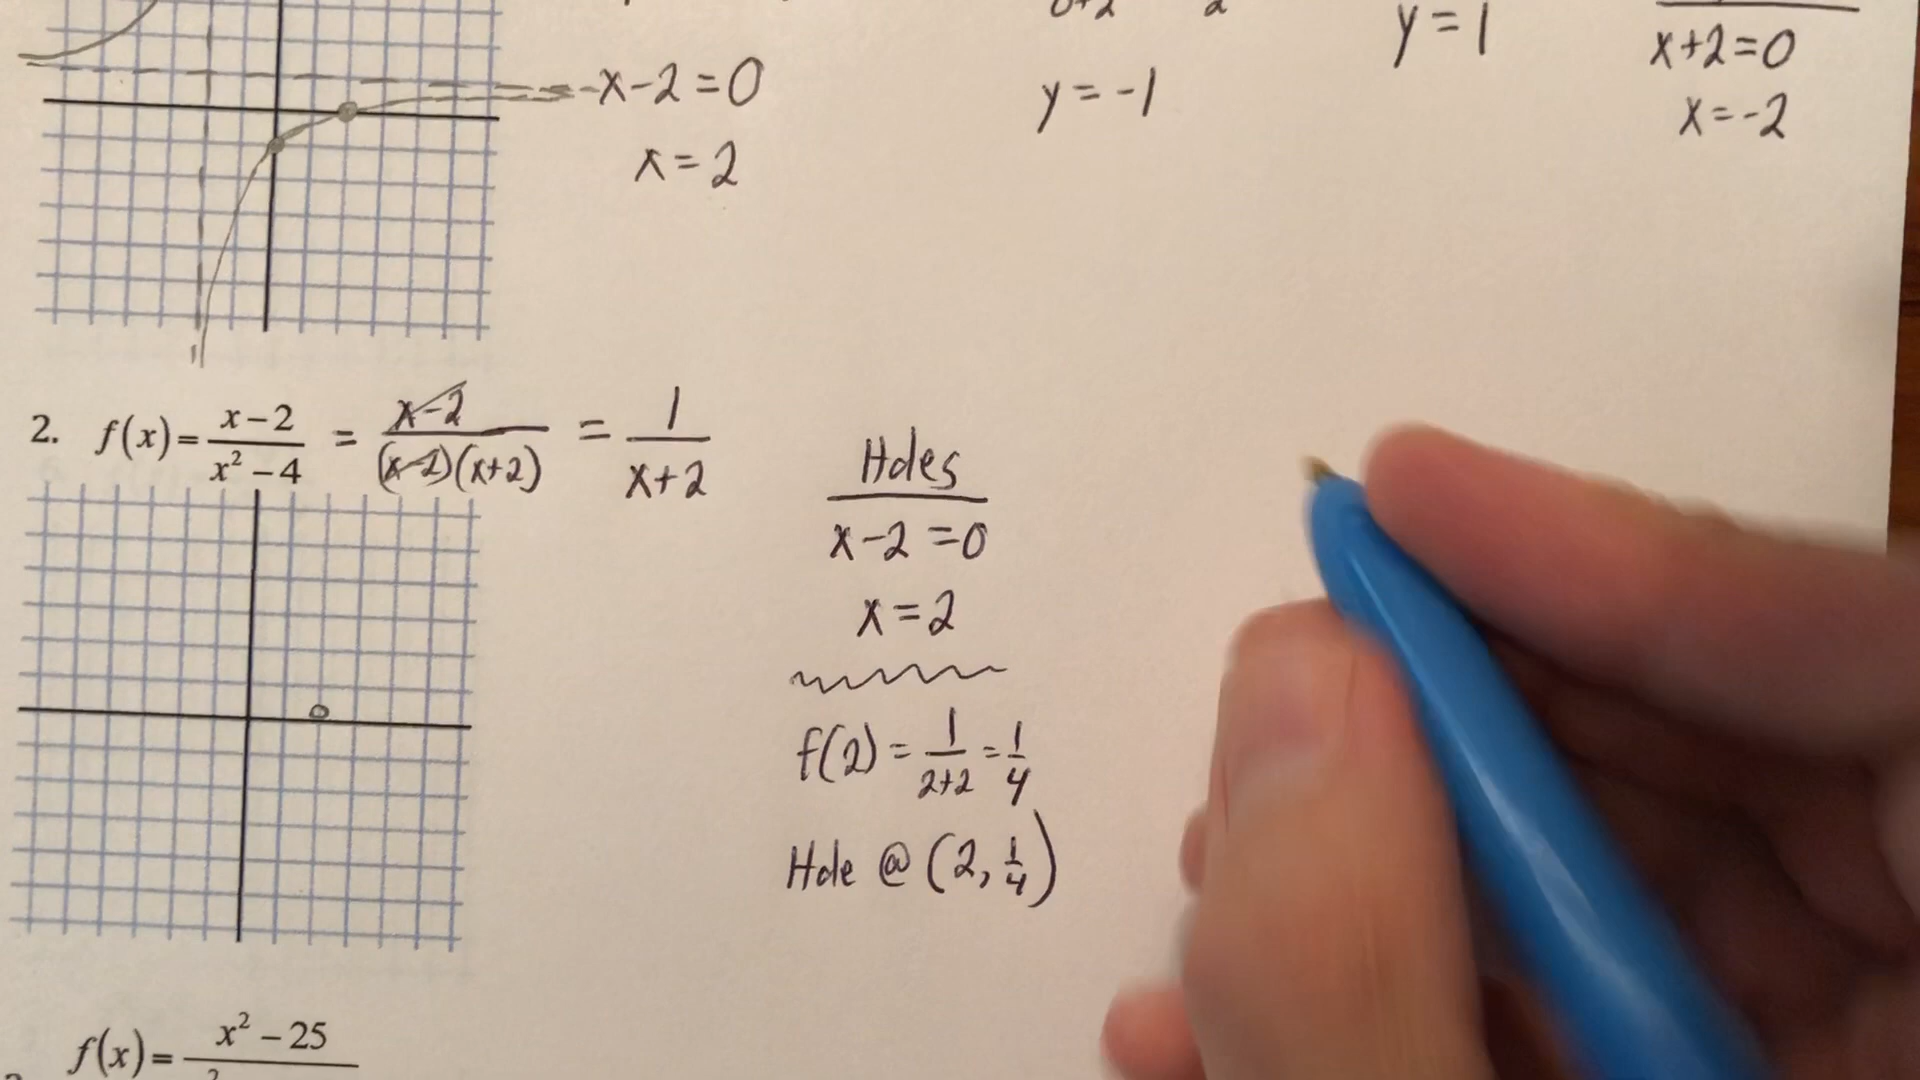 y = 1
x+2=0
x-2=0
y = -1
x = -2
x = 2
2. f(x) = (x-2)/(x²-4) = (x-2)/((x-2)(x+2)) = 1/(x+2)
Holes
x-2=0
x=2
f(2) = 1/(2+2) = 1/4
Hole @ (2, 1/4)
f(x) = x²-25